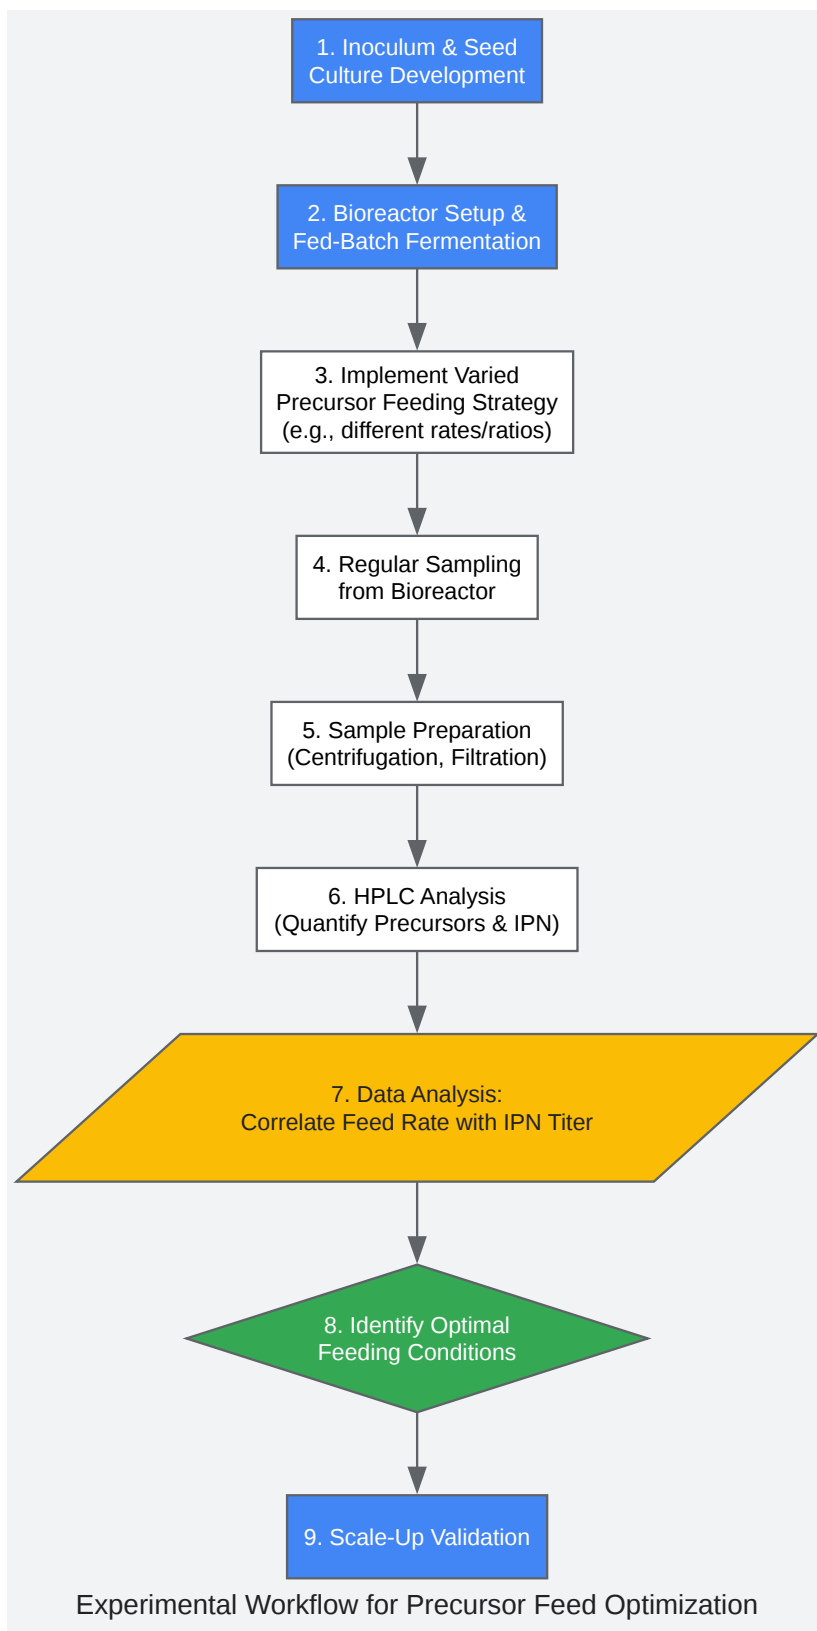 1. Inoculum & Seed
Culture Development
2. Bioreactor Setup &
Fed-Batch Fermentation
3. Implement Varied
Precursor Feeding Strategy
(e.g., different rates/ratios)
4. Regular Sampling
from Bioreactor
5. Sample Preparation
(Centrifugation, Filtration)
6. HPLC Analysis
(Quantify Precursors & IPN)
7. Data Analysis:
Correlate Feed Rate with IPN Titer
8. Identify Optimal
Feeding Conditions
9. Scale-Up Validation
Experimental Workflow for Precursor Feed Optimization